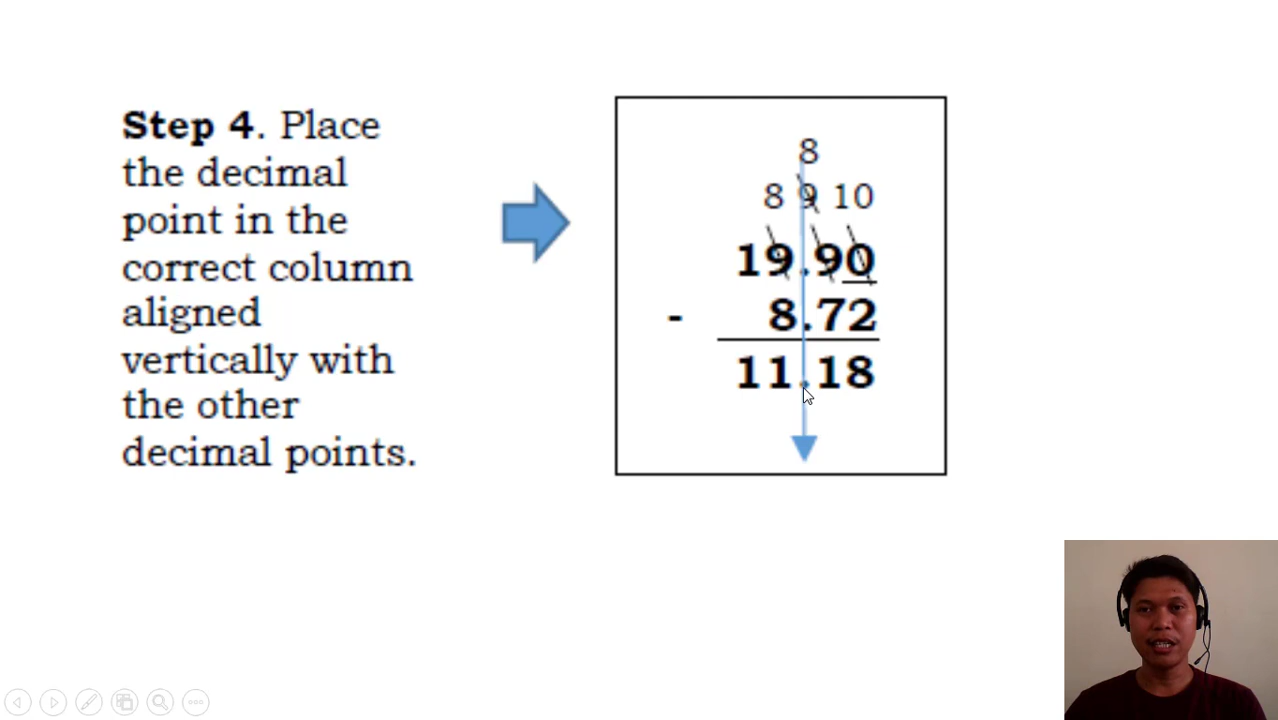 Step 4. Place
the decimal
point in the
correct column
aligned
vertically with
the other
decimal points.
8
8 9 10
19.90
- 8.72
11.18